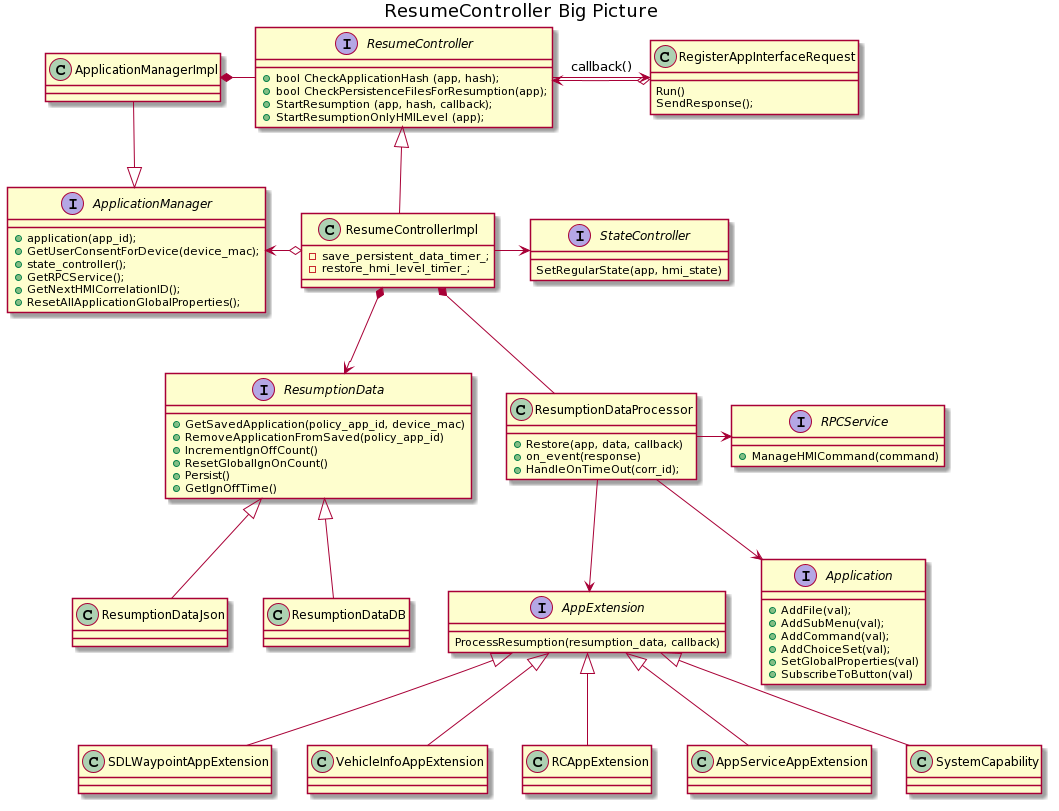 ResumeController Big Picture
I ResumeController
bool CheckApplicationHash (app, hash);
bool CheckPersistenceFilesForResumption(app);
StartResumption (app, hash, callback);
StartResumptionOnlyHMILevel (app);
C ApplicationManagerImpl
callback()
C RegisterAppInterfaceRequest
Run()
SendResponse();
I ApplicationManager
application(app_id);
GetUserConsentForDevice(device_mac);
state_controller();
GetRPCService();
GetNextHMICorrelationID();
ResetAllApplicationGlobalProperties();
C ResumeControllerImpl
save_persistent_data_timer_;
restore_hmi_level_timer_;
I StateController
SetRegularState(app, hmi_state)
I ResumptionData
GetSavedApplication(policy_app_id, device_mac)
RemoveApplicationFromSaved(policy_app_id)
IncrementIgnOffCount()
ResetGlobalIgnOnCount()
Persist()
GetIgnOffTime()
C ResumptionDataProcessor
Restore(app, data, callback)
on_event(response)
HandleOnTimeOut(corr_id);
I RPCService
ManageHMICommand(command)
C ResumptionDataJson
C ResumptionDataDB
I AppExtension
ProcessResumption(resumption_data, callback)
I Application
AddFile(val);
AddSubMenu(val);
AddCommand(val);
AddChoiceSet(val);
SetGlobalProperties(val)
SubscribeToButton(val)
C SDLWaypointAppExtension
C VehicleInfoAppExtension
C RCAppExtension
C AppServiceAppExtension
C SystemCapability